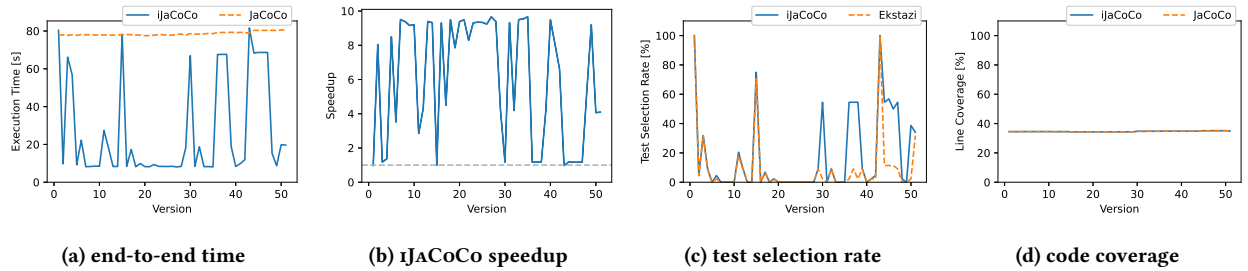 iJaCoCo JaCoCo
80
60
40
20
0
Execution Time [s]
0 10 20 30 40 50
Version
(a) end-to-end time
10
8
6
4
2
0
Speedup
0 10 20 30 40 50
Version
(b) iJaCoCo speedup
iJaCoCo Ekstazi
100
80
60
40
20
0
Test Selection Rate [%]
0 10 20 30 40 50
Version
(c) test selection rate
iJaCoCo JaCoCo
100
80
60
40
20
0
Line Coverage [%]
0 10 20 30 40 50
Version
(d) code coverage